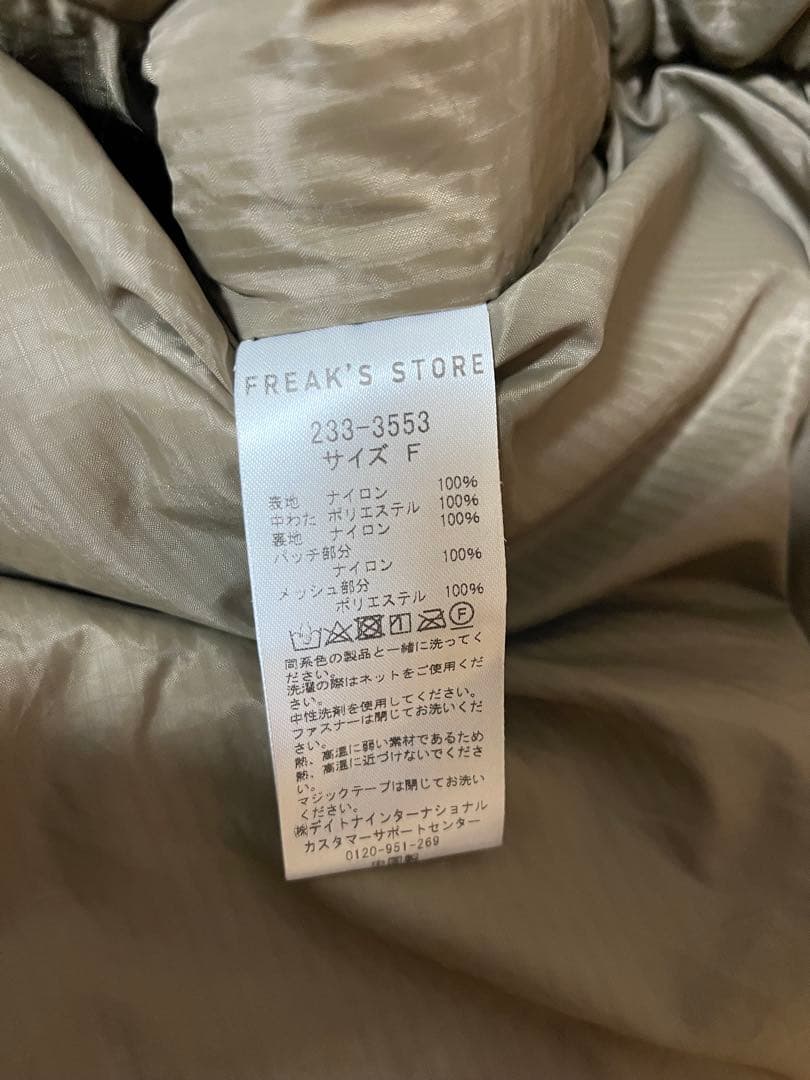 FREAK'S STORE
233-3553
サイズ F
表地 ナイロン 100%
中わた ポリエステル 100%
裏地 ナイロン 100%
パッチ部分
ナイロン 100%
メッシュ部分
ポリエステル 100%
F
同系色の製品と一緒に洗ってく
ださい。
洗濯の際はネットをご使用くだ
さい。
中性洗剤を使用してください。
ファスナーは閉じてお洗いくだ
さい。
熱、高温に弱い素材であるため
熱、高温に近づけないでくださ
い。
マジックテープは閉じてお洗い
ください。
㈱デイトナインターナショナル
カスタマーサポートセンター
0120-951-269